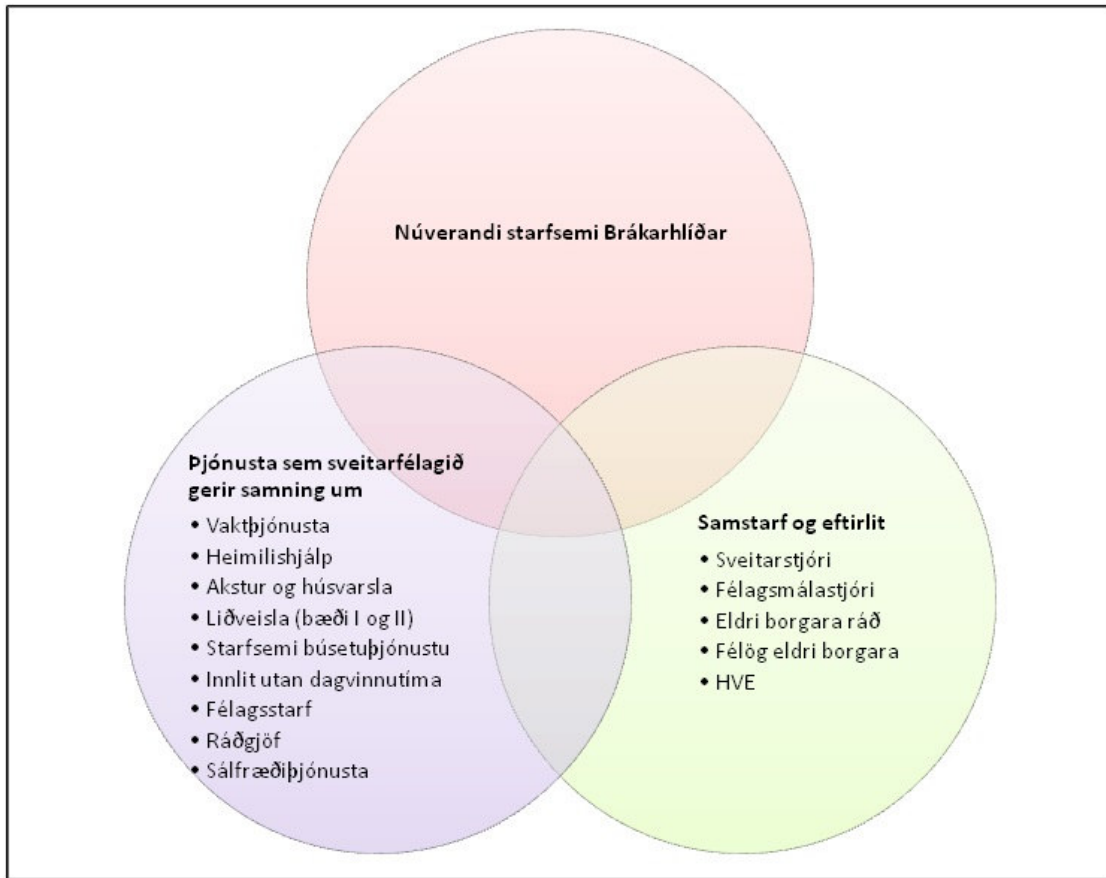 Núverandi starfsemi Brákarhlíðar
Þjónusta sem sveitarfélagið
gerir samning um
• Vaktþjónusta
• Heimilishjálp
• Akstur og húsvarsla
• Liðveisla (bæði I og II)
• Starfsemi búsetuþjónustu
• Innlit utan dagvinnutíma
• Félagsstarf
• Ráðgjöf
• Sálfræðiþjónusta
Samstarf og eftirlit
• Sveitarstjóri
• Félagsmálastjóri
• Eldri borgara ráð
• Félög eldri borgara
• HVE